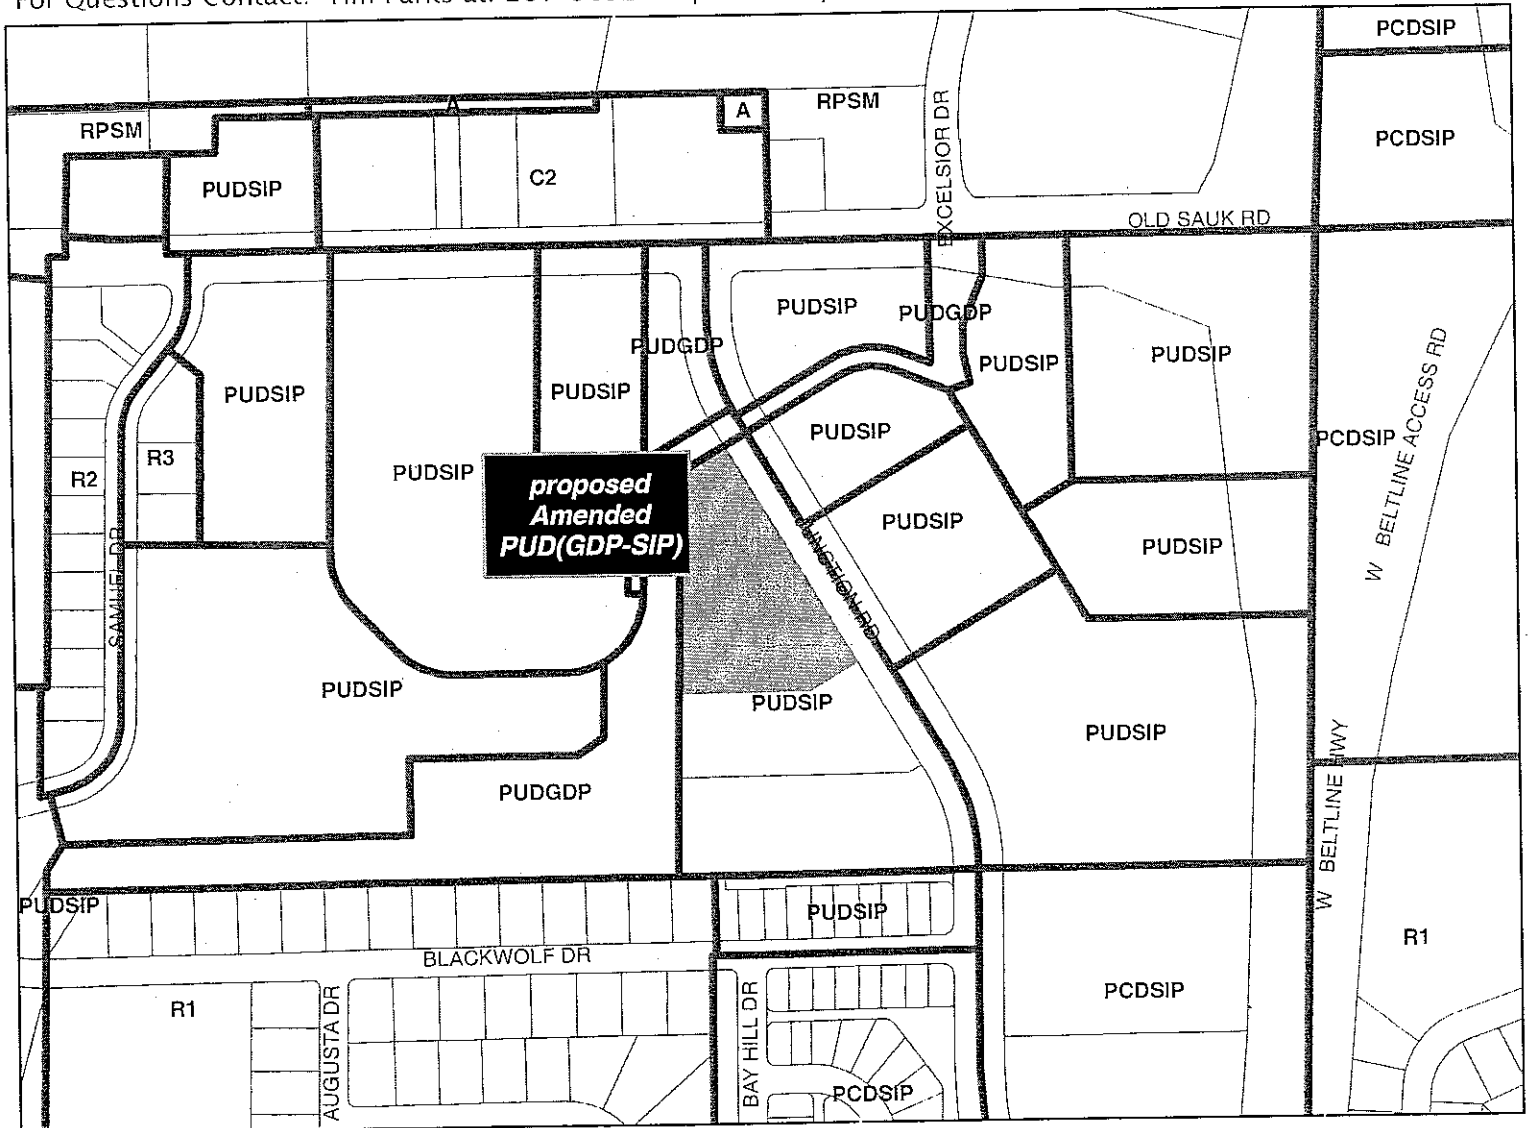 PCDSIP
RPSM
A
A
RPSM
EXCELSIOR DR
PCDSIP
PUDSIP
C2
OLD SAUK RD
PUDSIP
PUDGDP
PUDGDP
PUDSIP
PUDSIP
PUDSIP
PUDSIP
PUDSIP
W BELTLINE ACCESS RD
PUDSIP
PCDSIP
R2
R3
PUDSIP
proposed
Amended
PUD(GDP-SIP)
PUDSIP
PUDSIP
SAMUEL DR
JUNCTION RD
PUDSIP
PUDSIP
PUDSIP
PUDGDP
W BELTLINE HWY
PUDSIP
PUDSIP
R1
BLACKWOLF DR
R1
AUGUSTA DR
BAY HILL DR
PCDSIP
PCDSIP